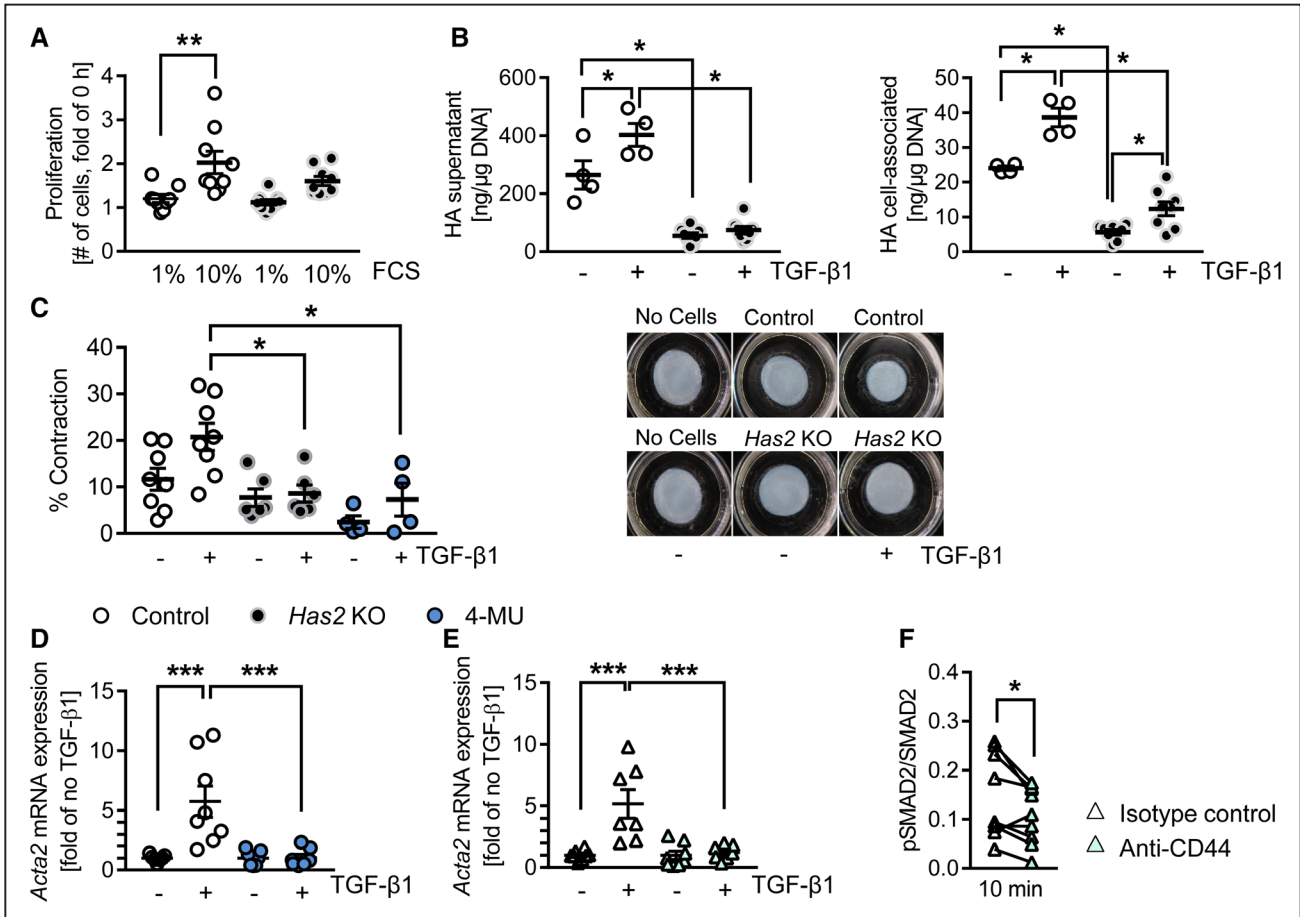 A
Proliferation
[# of cells, fold of 0 h]
4
3
2
1
0
**
1% 10% 1% 10% FCS
B
HA supernatant
[ng/µg DNA]
600
400
200
0
* * *
- + - + TGF-β1
HA cell-associated
[ng/µg DNA]
50
40
30
20
10
0
* * * *
- + - + TGF-β1
C
% Contraction
40
30
20
10
0
* *
- + - + - + TGF-β1
No Cells Control Control
No Cells Has2 KO Has2 KO
- - + TGF-β1
Control Has2 KO 4-MU
D
Acta2 mRNA expression
[fold of no TGF-β1]
15
10
5
0
*** ***
- + - + TGF-β1
E
Acta2 mRNA expression
[fold of no TGF-β1]
15
10
5
0
*** ***
- + - + TGF-β1
F
pSMAD2/SMAD2
0.4
0.3
0.2
0.1
0.0
*
10 min
Isotype control
Anti-CD44